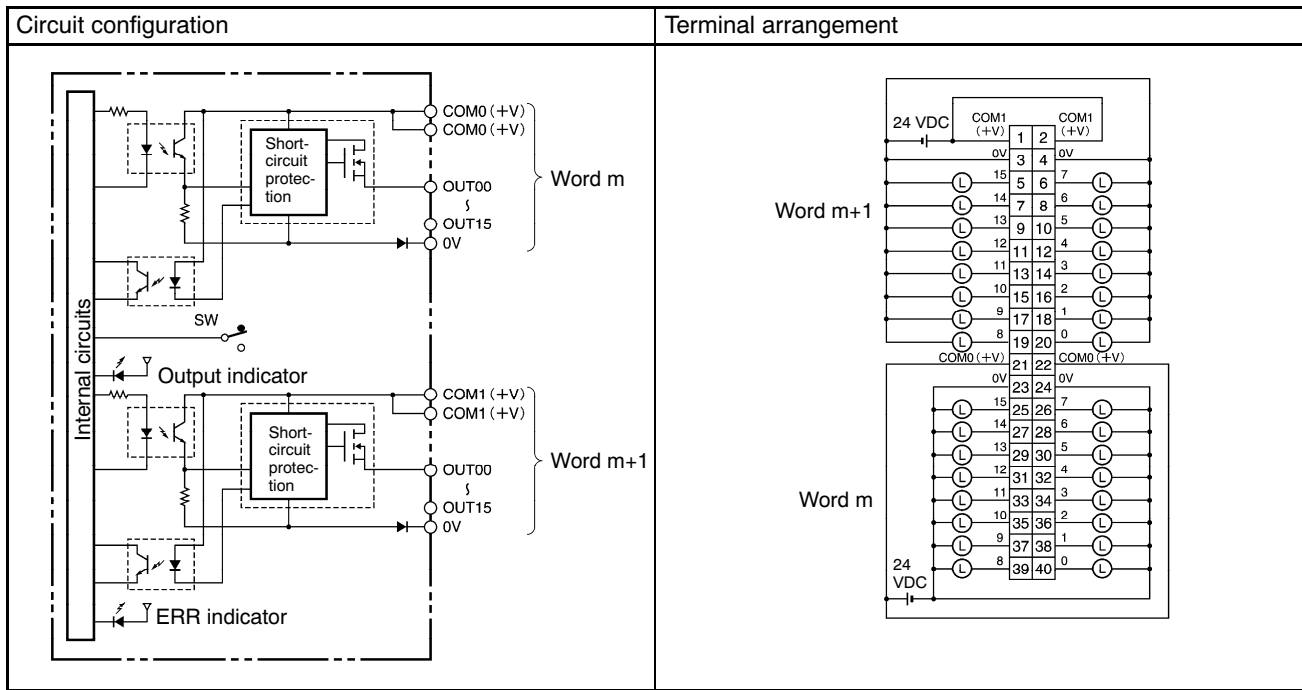 Circuit configuration
Terminal arrangement
Internal circuits
COM0 (+V)
COM0 (+V)
Short-
circuit
protec-
tion
OUT00
OUT15
0V
Word m
SW
Output indicator
COM1 (+V)
COM1 (+V)
Short-
circuit
protec-
tion
OUT00
OUT15
0V
Word m+1
ERR indicator
24 VDC
COM1
(+V)
1 2
COM1
(+V)
0V 3 4 0V
Word m+1
L 15 5 6 7 L
L 14 7 8 6 L
L 13 9 10 5 L
L 12 11 12 4 L
L 11 13 14 3 L
L 10 15 16 2 L
L 9 17 18 1 L
L 8 19 20 0 L
COM0 (+V) 21 22 COM0 (+V)
0V 23 24 0V
Word m
L 15 25 26 7 L
L 14 27 28 6 L
L 13 29 30 5 L
L 12 31 32 4 L
L 11 33 34 3 L
L 10 35 36 2 L
L 9 37 38 1 L
L 8 39 40 0 L
24
VDC